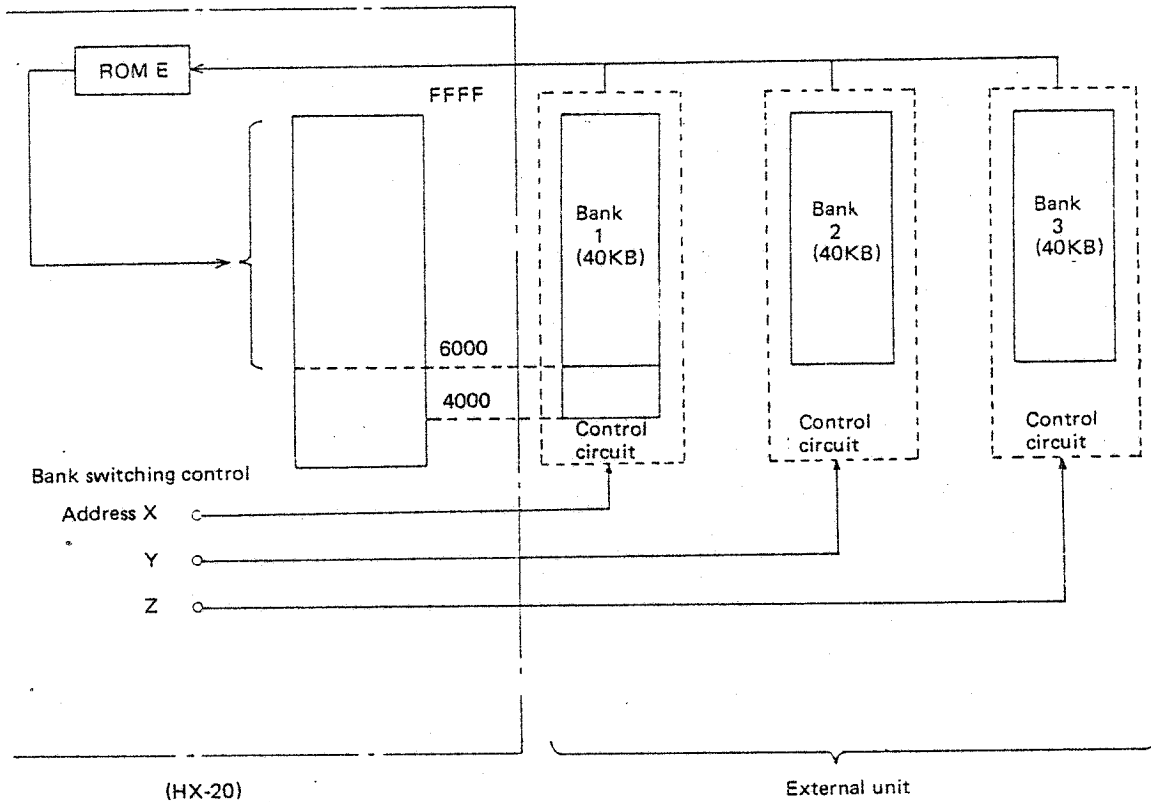 ROM E
FFFF
Bank
1
(40KB)
Bank
2
(40KB)
Bank
3
(40KB)
6000
4000
Control
circuit
Control
circuit
Control
circuit
Bank switching control
Address X
Y
Z
(HX-20)
External unit